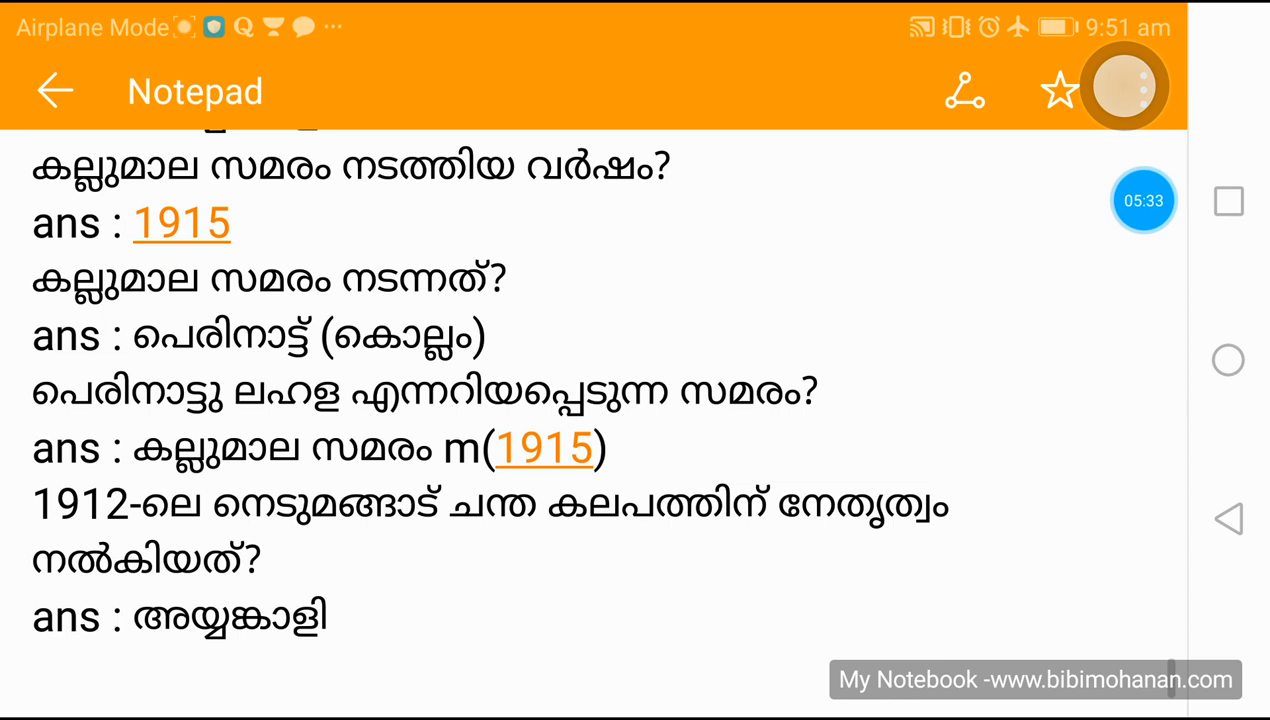 Airplane Mode Q ... 9:51 am
Notepad
കല്ലുമാല സമരം നടത്തിയ വർഷം?
05:33
ans : 1915
കല്ലുമാല സമരം നടന്നത്?
ans : പെരിനാട്ട് (കൊല്ലം)
പെരിനാട്ടു ലഹള എന്നറിയപ്പെടുന്ന സമരം?
ans : കല്ലുമാല സമരം m(1915)
1912-ലെ നെടുമങ്ങാട് ചന്ത കലപത്തിന് നേതൃത്വം
നൽകിയത്?
ans : അയ്യങ്കാളി
My Notebook -www.bibimohanan.com